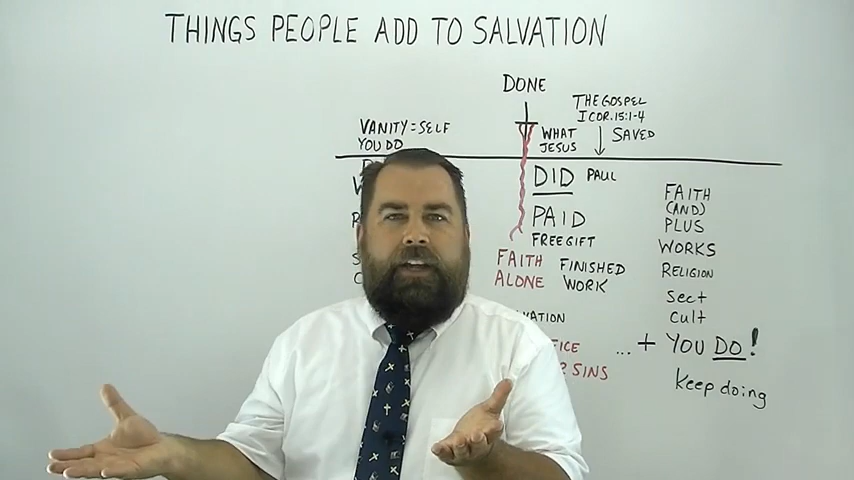 THINGS PEOPLE ADD TO SALVATION
DONE
THE GOSPEL
I COR. 15:1-4
SAVED
VANITY = SELF
YOU DO
WHAT
JESUS
DID PAUL
PAID
FREE GIFT
FAITH
ALONE
FINISHED
WORK
SINS
FAITH
(AND)
PLUS
WORKS
RELIGION
Sect
Cult
... + YOU DO!
Keep doing